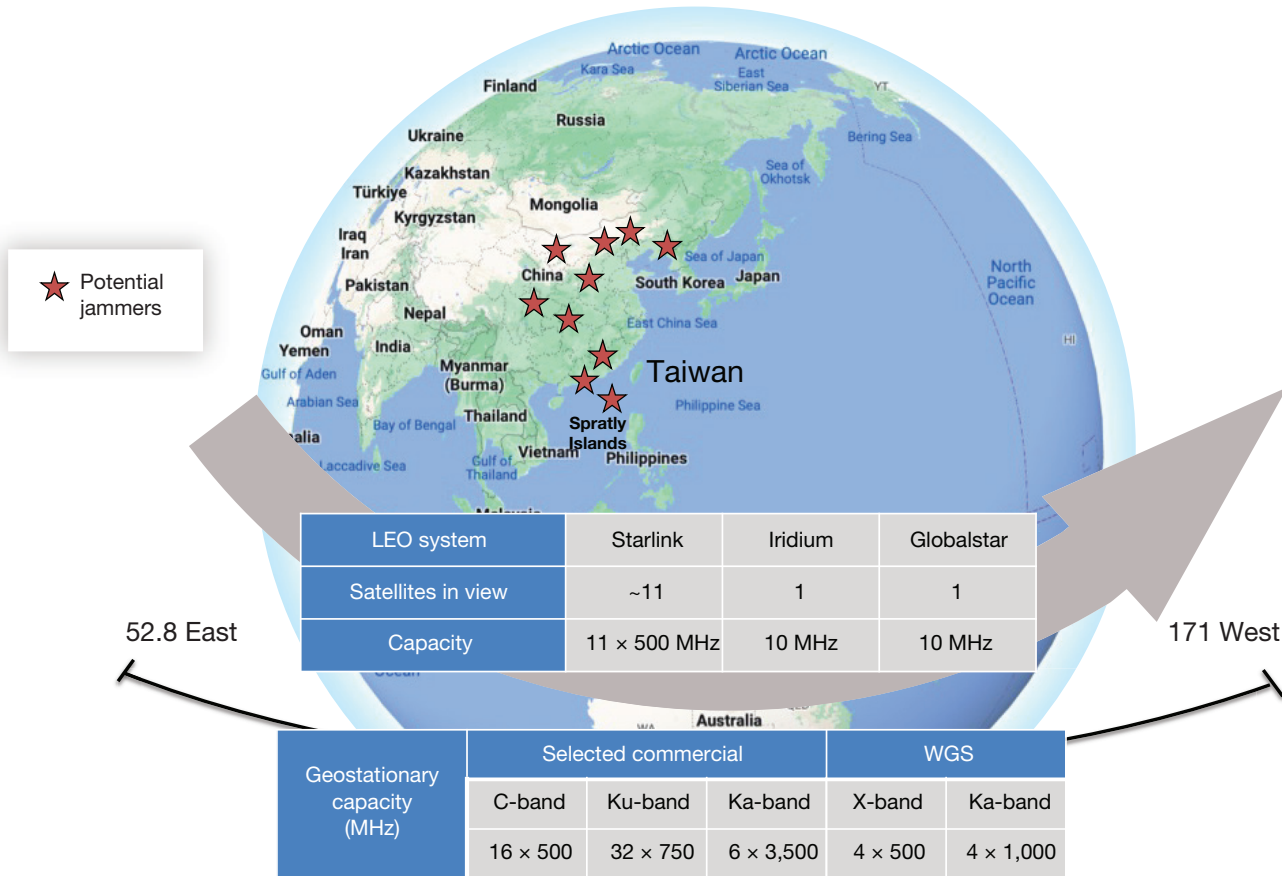 Arctic Ocean
Arctic Ocean
Kara Sea
East
Siberian Sea
YT
Finland
Russia
Bering Sea
Ukraine
Sea of
Okhotsk
Kazakhstan
Türkiye
Mongolia
Kyrgyzstan
Iraq
Iran
Potential
jammers
China
Sea of Japan
South Korea
Japan
North
Pacific
Ocean
Pakistan
Nepal
East China Sea
Oman
Yemen
India
HI
Gulf of Aden
Myanmar
(Burma)
Taiwan
Arabian Sea
Philippine Sea
Thailand
Bay of Bengal
Spratly
Islands
alia
Laccadive Sea
Gulf of
Thailand
Vietnam
Philippines
LEO system Starlink Iridium Globalstar
Satellites in view ~11 1 1
Capacity 11 × 500 MHz 10 MHz 10 MHz
52.8 East
171 West
Ocean
WA
Australia
Geostationary
capacity
(MHz)
Selected commercial WGS
C-band Ku-band Ka-band X-band Ka-band
16 × 500 32 × 750 6 × 3,500 4 × 500 4 × 1,000